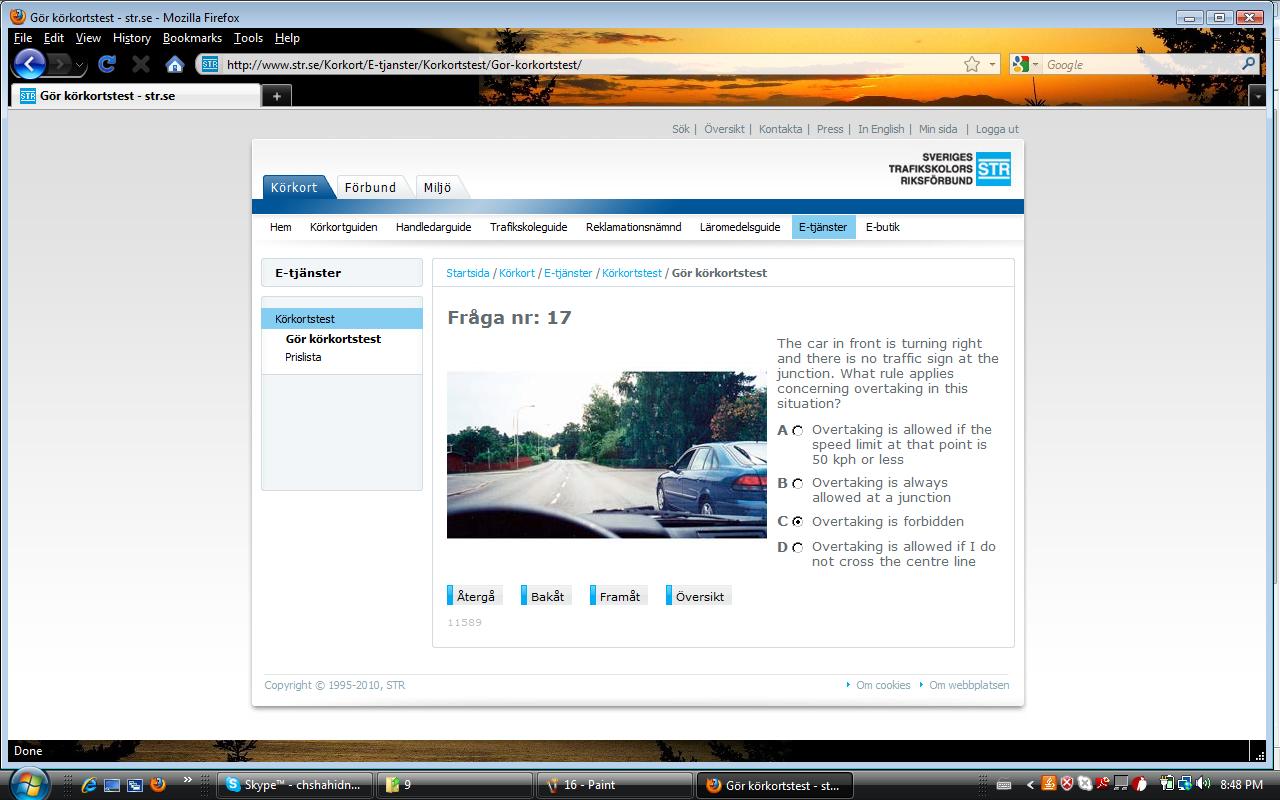 Gör körkortstest - str.se - Mozilla Firefox
File Edit View History Bookmarks Tools Help
STR http://www.str.se/Korkort/E-tjanster/Korkortstest/Gor-korkortstest/ Google
STR Gör körkortstest - str.se
Sök | Översikt | Kontakta | Press | In English | Min sida | Logga ut
SVERIGES
TRAFIKSKOLORS
RIKSFÖRBUND
STR
Körkort Förbund Miljö
Hem Körkortguiden Handledarguide Trafikskoleguide Reklamationsnämnd Läromedelsguide E-tjänster E-butik
E-tjänster
Körkortstest
Gör körkortstest
Prislista
Startsida / Körkort / E-tjänster / Körkortstest / Gör körkortstest
Fråga nr: 17
The car in front is turning right
and there is no traffic sign at the
junction. What rule applies
concerning overtaking in this
situation?
A Overtaking is allowed if the
speed limit at that point is
50 kph or less
B Overtaking is always
allowed at a junction
C Overtaking is forbidden
D Overtaking is allowed if I do
not cross the centre line
Återgå Bakåt Framåt Översikt
11589
Copyright © 1995-2010, STR
Om cookies Om webbplatsen
Done
Skype™ - chshahidn... 9 16 - Paint Gör körkortstest - st... 8:48 PM